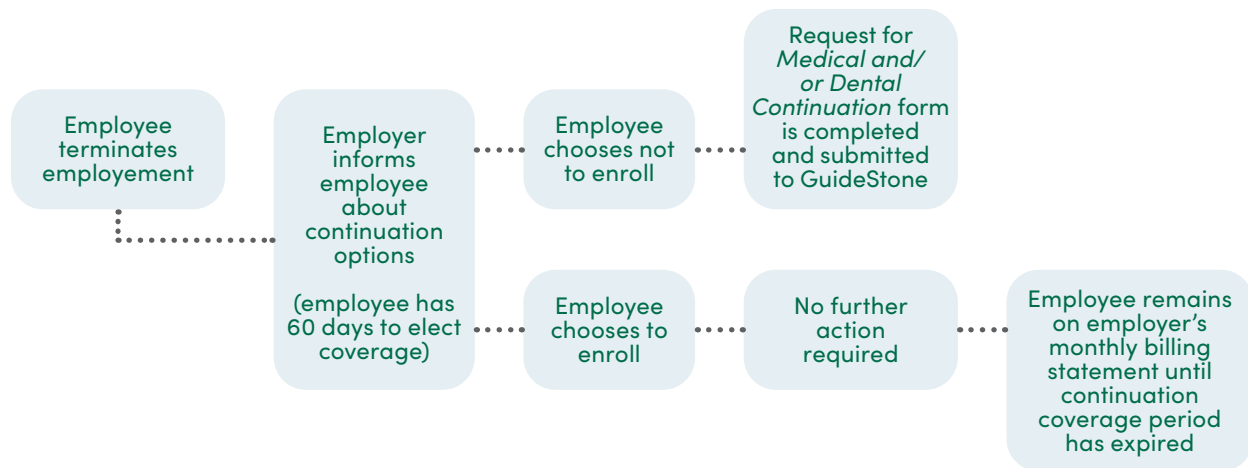 Employee
terminates
employement
Employer
informs
employee
about
continuation
options
(employee has
60 days to elect
coverage)
Employee
chooses not
to enroll
Request for
Medical and/
or Dental
Continuation form
is completed
and submitted
to GuideStone
Employee
chooses to
enroll
No further
action
required
Employee remains
on employer’s
monthly billing
statement until
continuation
coverage period
has expired